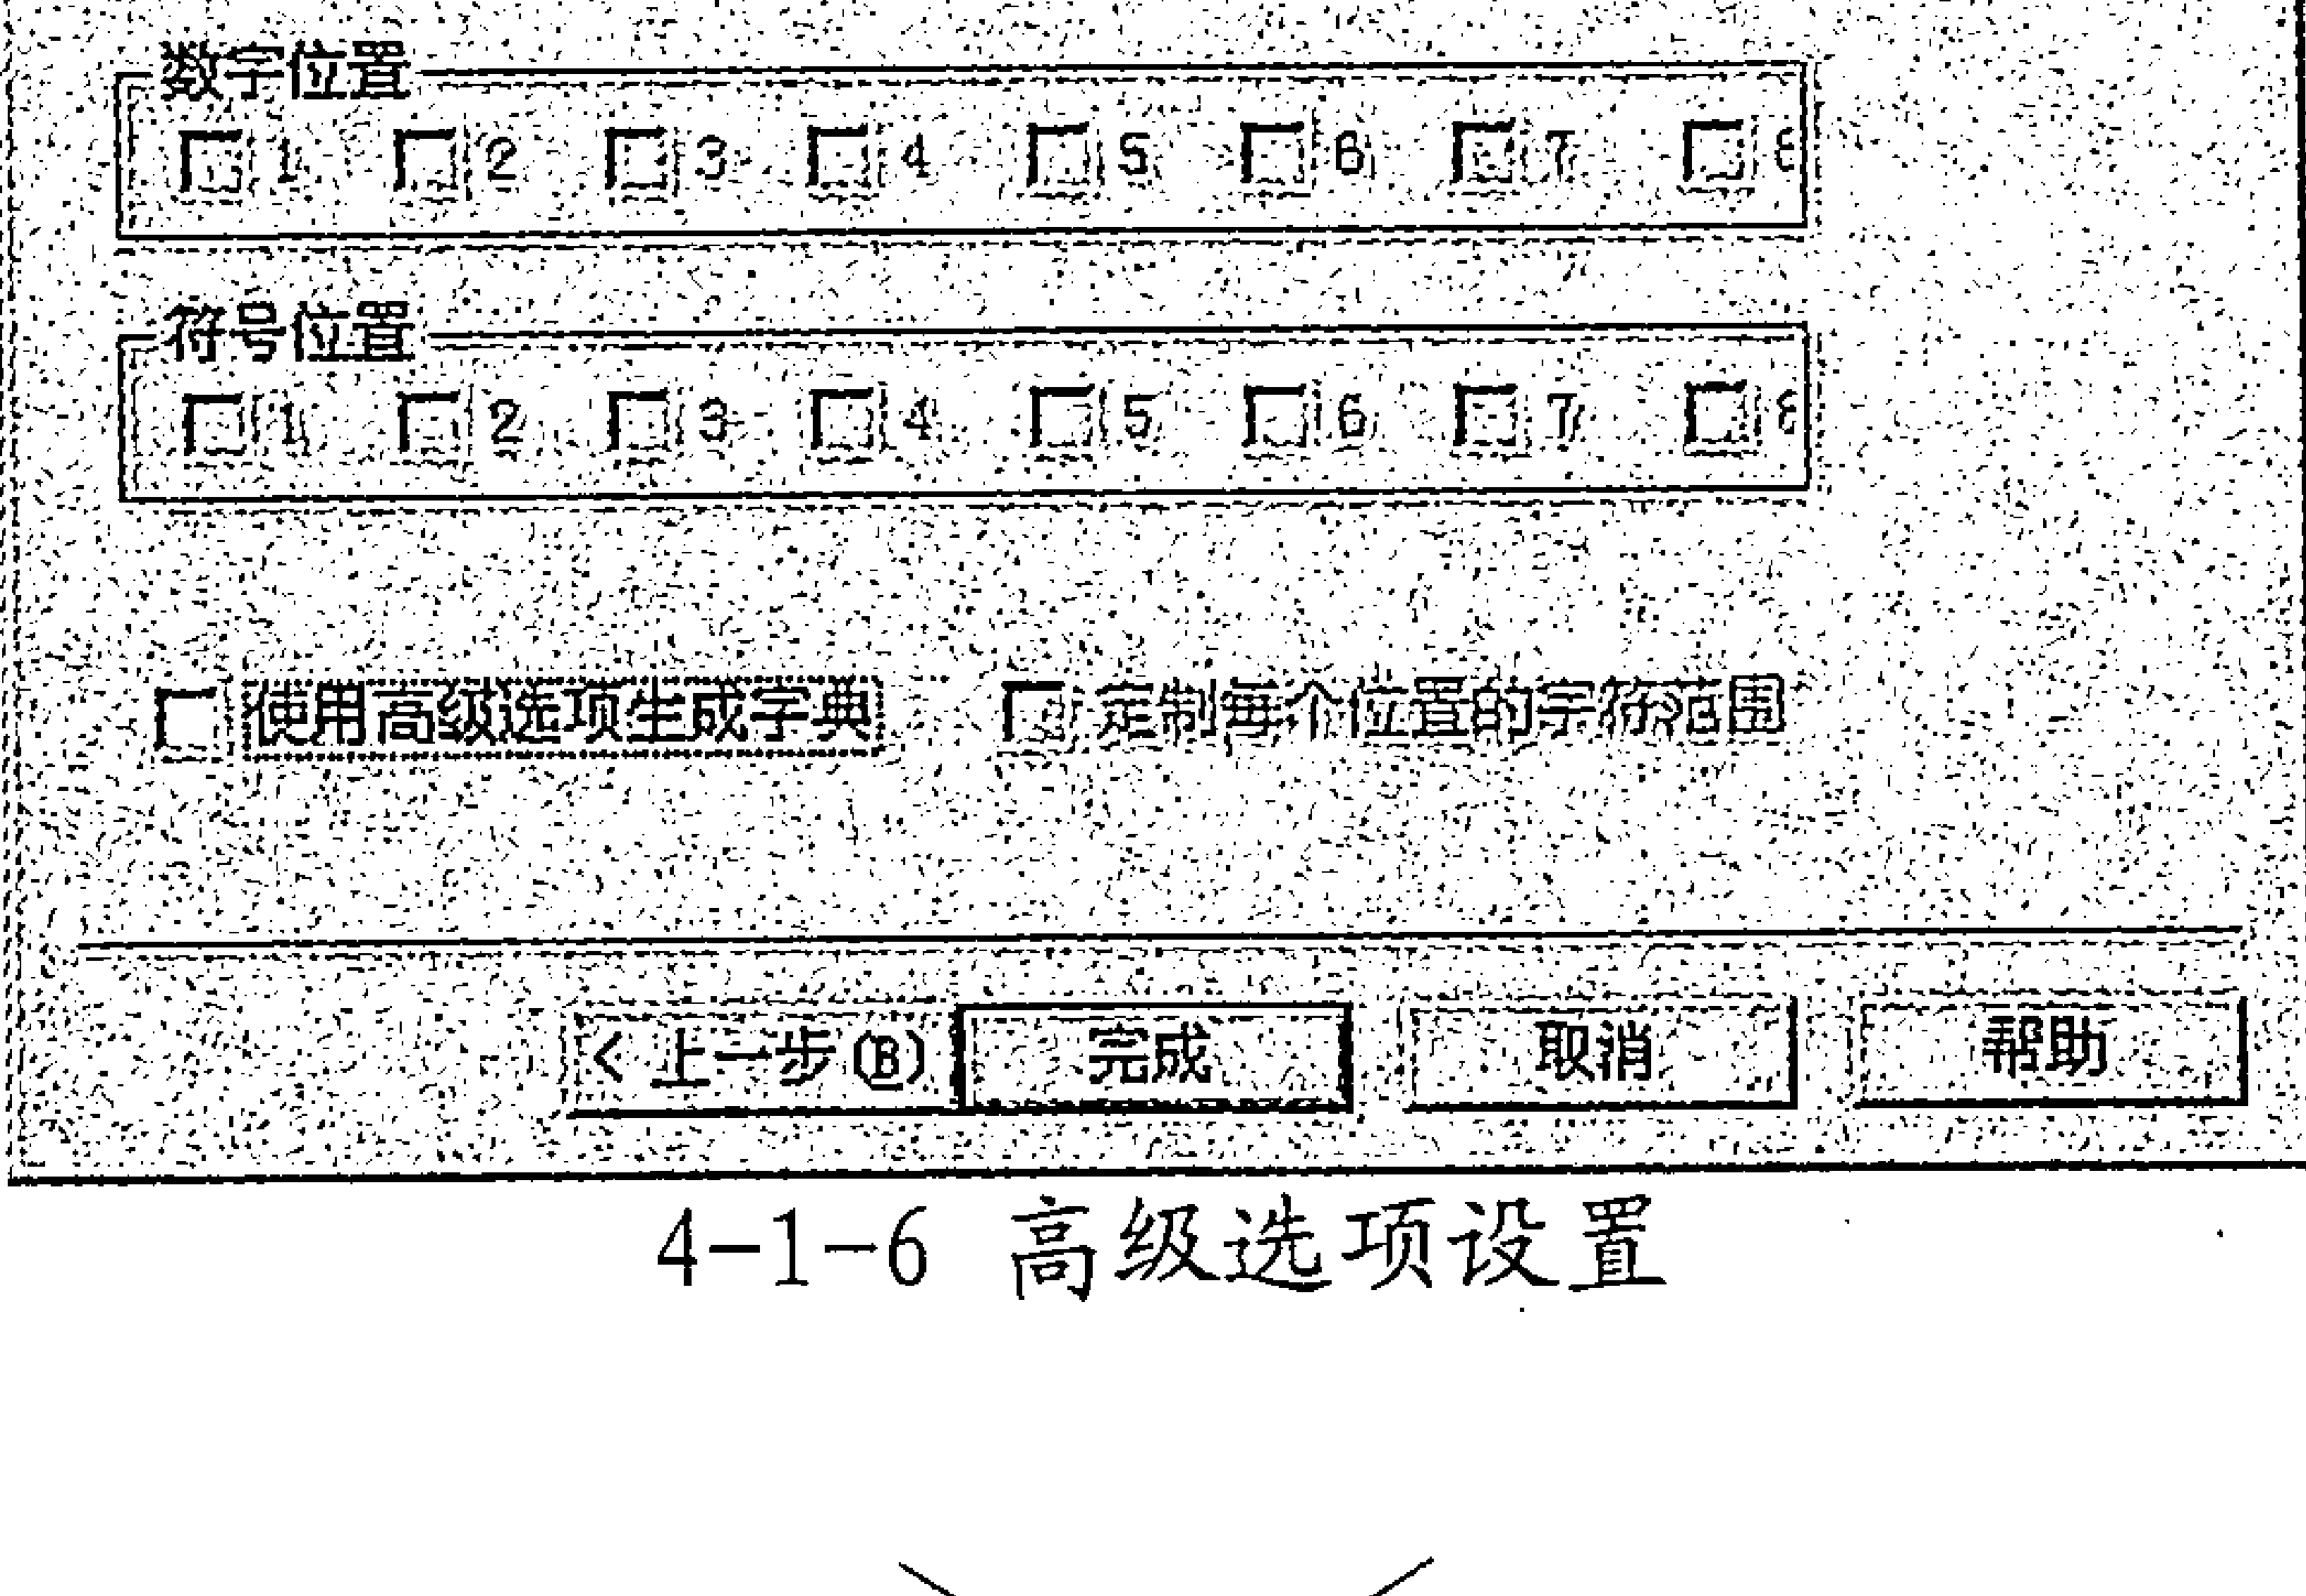 数字位置
1 2 3 4 5 6 7 8
符号位置
1 2 3 4 5 6 7 8
使用高级选项生成字典 定制每个位置的字符范围
< 上一步(B) 完成 取消 帮助
4-1-6 高级选项设置